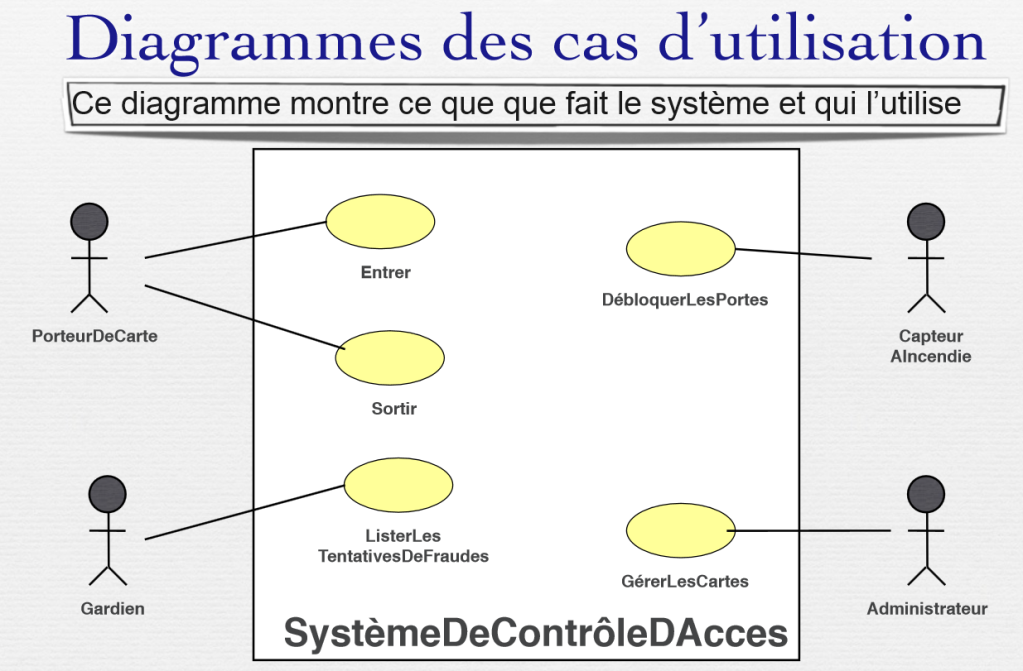 Diagrammes des cas d'utilisation
Ce diagramme montre ce que que fait le système et qui l'utilise
Entrer
DébloquerLesPortes
PorteurDeCarte
Capteur
AIncendie
Sortir
ListerLes
TentativesDeFraudes
GérerLesCartes
Gardien
Administrateur
SystèmeDeContrôleDAcces